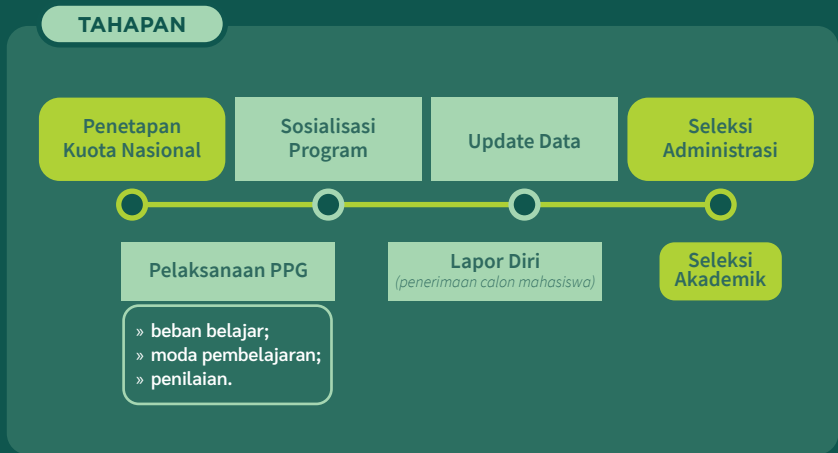 TAHAPAN
Penetapan
Kuota Nasional
Sosialisasi
Program
Update Data
Seleksi
Administrasi
Pelaksanaan PPG
» beban belajar;
» moda pembelajaran;
» penilaian.
Lapor Diri
(penerimaan calon mahasiswa)
Seleksi
Akademik